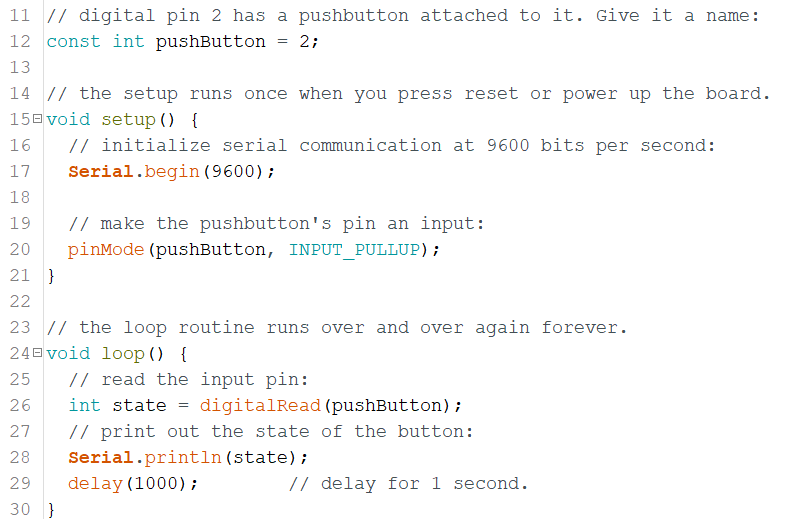 11 // digital pin 2 has a pushbutton attached to it. Give it a name:
12 const int pushButton = 2;
13
14 // the setup runs once when you press reset or power up the board.
15 void setup() {
16   // initialize serial communication at 9600 bits per second:
17   Serial.begin(9600);
18
19   // make the pushbutton's pin an input:
20   pinMode(pushButton, INPUT_PULLUP);
21 }
22
23 // the loop routine runs over and over again forever.
24 void loop() {
25   // read the input pin:
26   int state = digitalRead(pushButton);
27   // print out the state of the button:
28   Serial.println(state);
29   delay(1000);        // delay for 1 second.
30 }